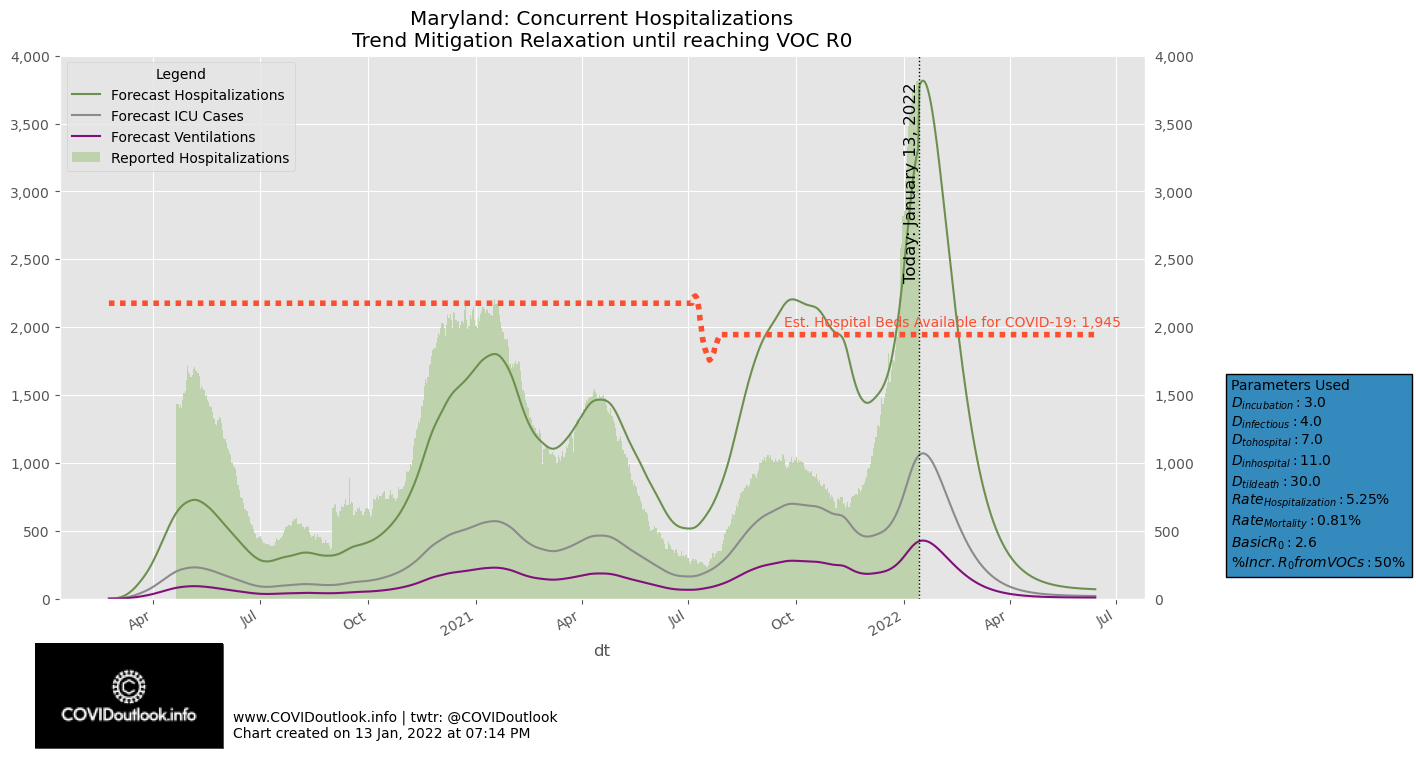 Maryland: Concurrent Hospitalizations
Trend Mitigation Relaxation until reaching VOC R0
Legend
Forecast Hospitalizations
Forecast ICU Cases
Forecast Ventilations
Reported Hospitalizations
4,000
3,500
3,000
2,500
2,000
1,500
1,000
500
0
4,000
3,500
3,000
2,500
2,000
1,500
1,000
500
0
Today: January 13, 2022
Est. Hospital Beds Available for COVID-19: 1,945
Apr
Jul
Oct
2021
Apr
Jul
Oct
2022
Apr
Jul
dt
Parameters Used
D_incubation : 3.0
D_infectious : 4.0
D_tohospital : 7.0
D_inhospital : 11.0
D_tildeath : 30.0
Rate_Hospitalization : 5.25%
Rate_Mortality : 0.81%
BasicR_0 : 2.6
%Incr.R_0fromVOCs : 50%
COVIDoutlook.info
www.COVIDoutlook.info | twtr: @COVIDoutlook
Chart created on 13 Jan, 2022 at 07:14 PM